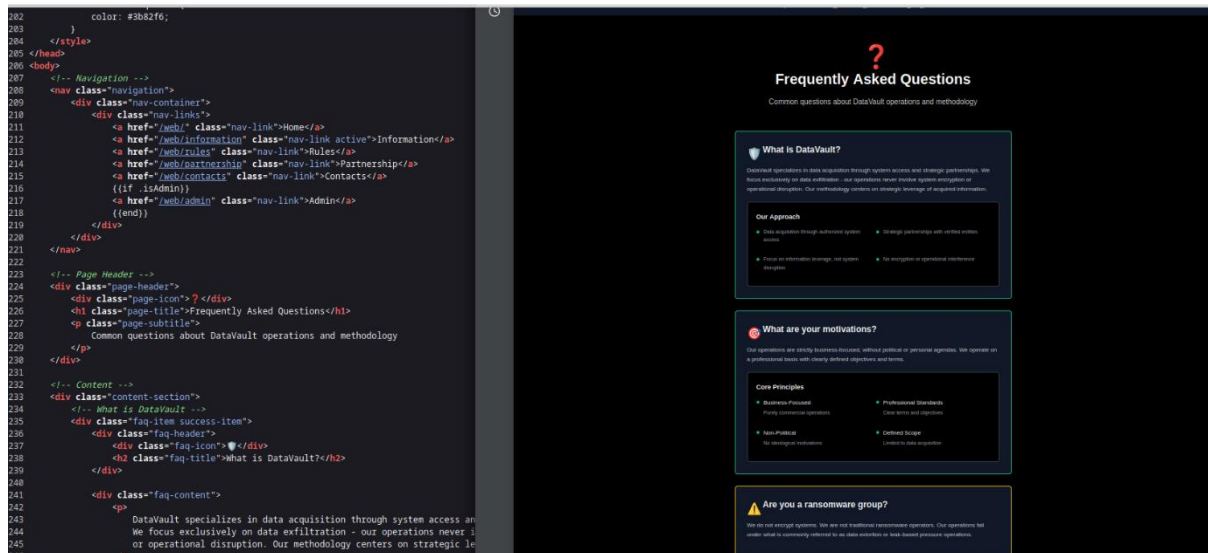 202 color: #3b82f6;
203 }
204 </style>
205 </head>
206 <body>
207 <!-- Navigation -->
208 <nav class="navigation">
209 <div class="nav-container">
210 <div class="nav-links">
211 <a href="/web/" class="nav-link">Home</a>
212 <a href="/web/information" class="nav-link active">Information</a>
213 <a href="/web/rules" class="nav-link">Rules</a>
214 <a href="/web/partnership" class="nav-link">Partnership</a>
215 <a href="/web/contacts" class="nav-link">Contacts</a>
216 {{if .isAdmin}}
217 <a href="/web/admin" class="nav-link">Admin</a>
218 {{end}}
219 </div>
220 </div>
221 </nav>
222
223 <!-- Page Header -->
224 <div class="page-header">
225 <div class="page-icon">❓</div>
226 <h1 class="page-title">Frequently Asked Questions</h1>
227 <p class="page-subtitle">
228 Common questions about DataVault operations and methodology
229 </p>
230 </div>
231
232 <!-- Content -->
233 <div class="content-section">
234 <!-- What is DataVault -->
235 <div class="faq-item success-item">
236 <div class="faq-header">
237 <div class="faq-icon">🛡️</div>
238 <h2 class="faq-title">What is DataVault?</h2>
239 </div>
240
241 <div class="faq-content">
242 <p>
243 DataVault specializes in data acquisition through system access an
244 We focus exclusively on data exfiltration - our operations never i
245 or operational disruption. Our methodology centers on strategic le
❓
Frequently Asked Questions
Common questions about DataVault operations and methodology
🛡️ What is DataVault?
DataVault specializes in data acquisition through system access and strategic partnerships. We
focus exclusively on data exfiltration - our operations never involve system encryption or
operational disruption. Our methodology centers on strategic leverage of acquired information.
Our Approach
Data acquisition through authorized system
access
Strategic partnerships with verified entities
Focus on information leverage, not system
disruption
No encryption or operational interference
🎯 What are your motivations?
Our operations are strictly business-focused, without political or personal agendas. We operate on
a professional basis with clearly defined objectives and terms.
Core Principles
Business-Focused
Purely commercial operations
Professional Standards
Clear terms and objectives
Non-Political
No ideological motivations
Defined Scope
Limited to data acquisition
⚠️ Are you a ransomware group?
We do not encrypt systems. We are not traditional ransomware operators. Our operations fall
under what is commonly referred to as data extortion or leak-based pressure operations.